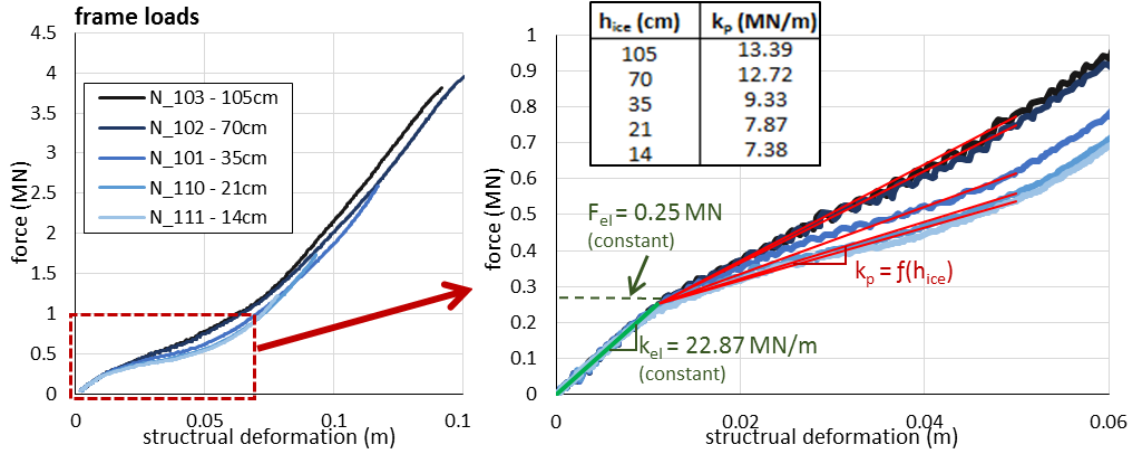 frame loads
4.5
4
3.5
3
2.5
2
1.5
1
0.5
0
force (MN)
N_103 - 105cm
N_102 - 70cm
N_101 - 35cm
N_110 - 21cm
N_111 - 14cm
0 0.05 0.1 0.1
structrual deformation (m)
h_ice (cm) k_p (MN/m)
105 13.39
70 12.72
35 9.33
21 7.87
14 7.38
1
0.9
0.8
0.7
0.6
0.5
0.4
0.3
0.2
0.1
0
force (MN)
F_el = 0.25 MN
(constant)
k_p = ƒ(h_ice)
k_el = 22.87 MN/m
(constant)
0 0.02 0.04 0.06
structrual deformation (m)